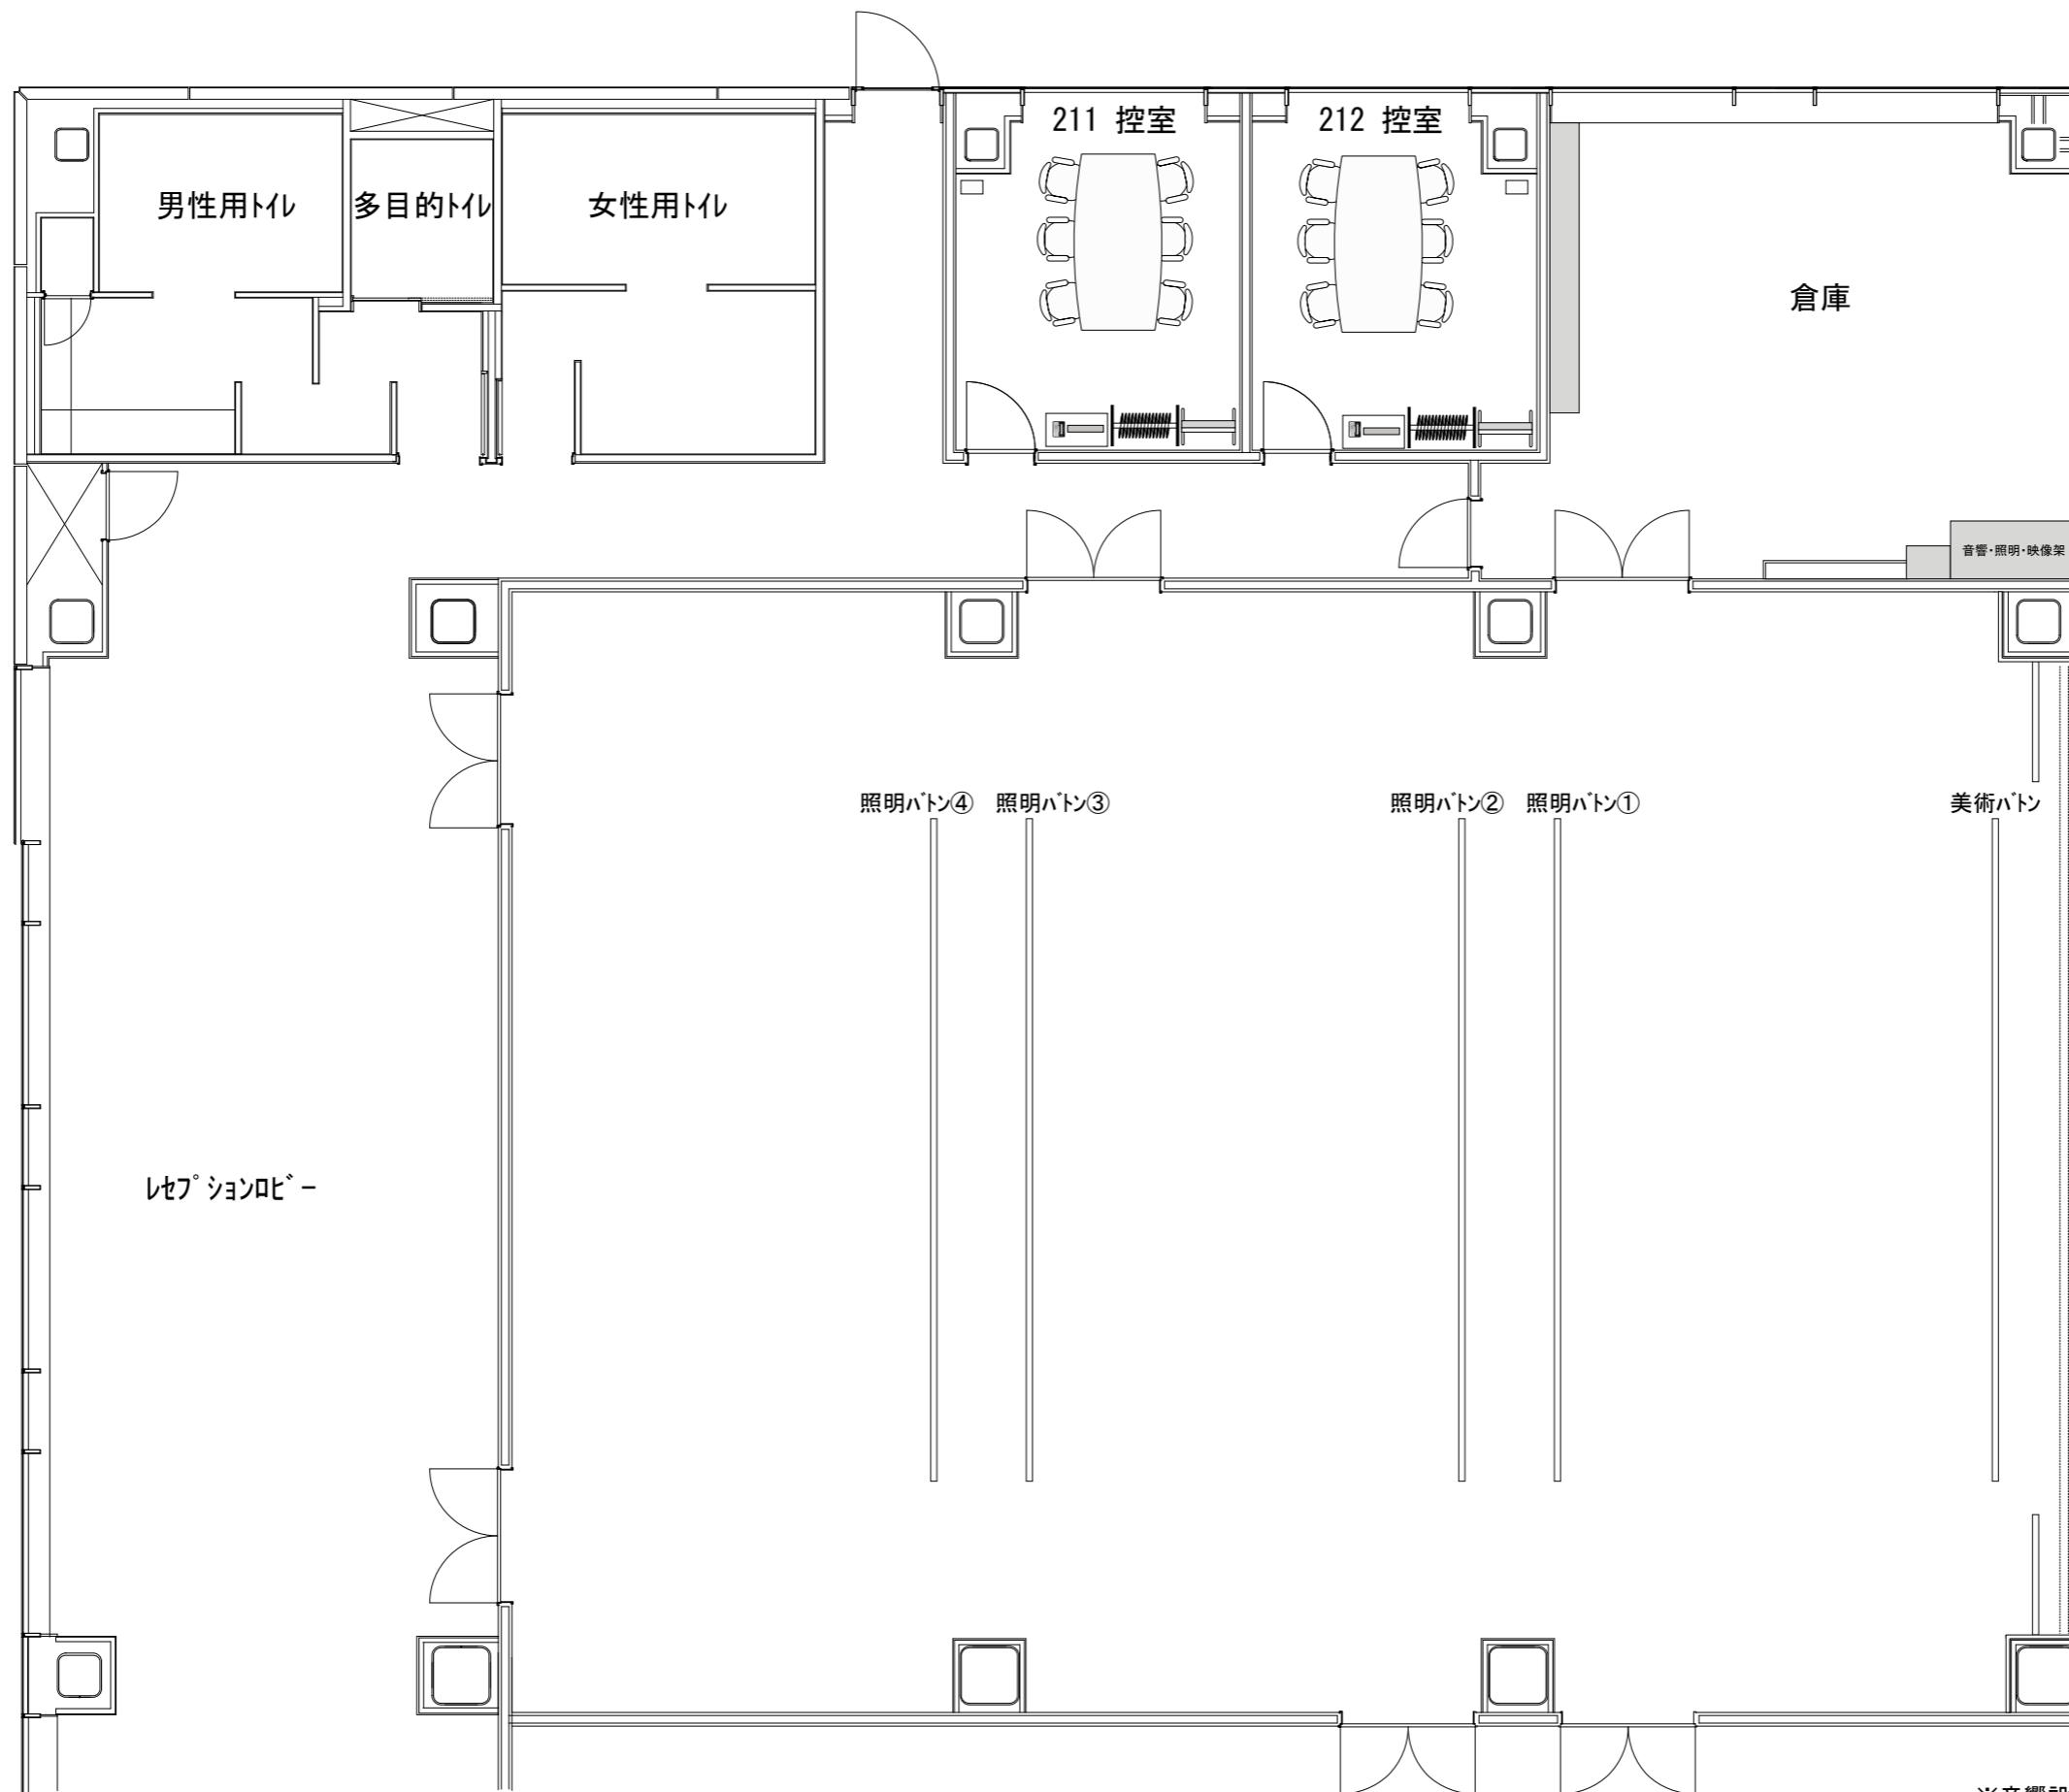 211 控室
212 控室
男性用ﾄｲﾚ
多目的ﾄｲﾚ
女性用ﾄｲﾚ
倉庫
音響・照明・映像架
照明ﾊﾞﾄﾝ④
照明ﾊﾞﾄﾝ③
照明ﾊﾞﾄﾝ②
照明ﾊﾞﾄﾝ①
美術ﾊﾞﾄﾝ
ﾚｾﾌﾟｼｮﾝﾛﾋﾞｰ